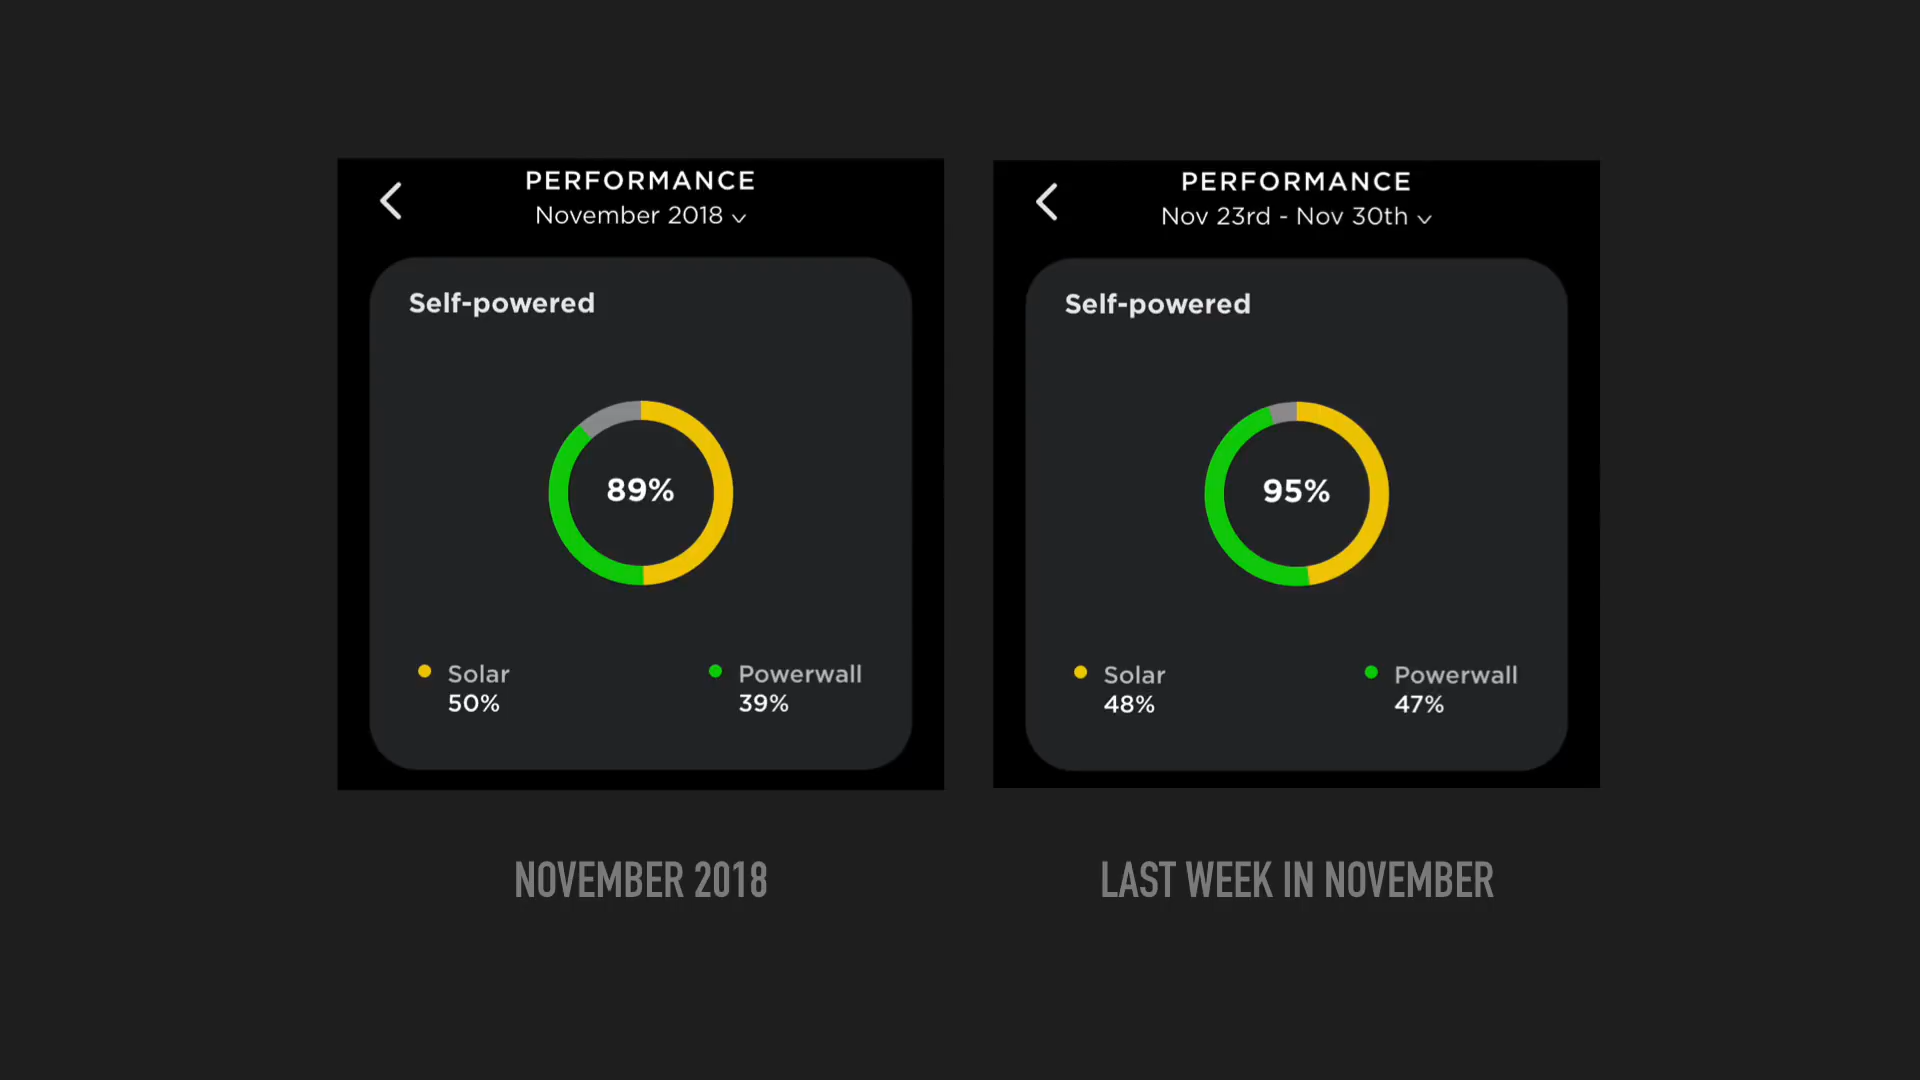 PERFORMANCE
November 2018
Self-powered
89%
Solar
50%
Powerwall
39%
NOVEMBER 2018
PERFORMANCE
Nov 23rd - Nov 30th
Self-powered
95%
Solar
48%
Powerwall
47%
LAST WEEK IN NOVEMBER